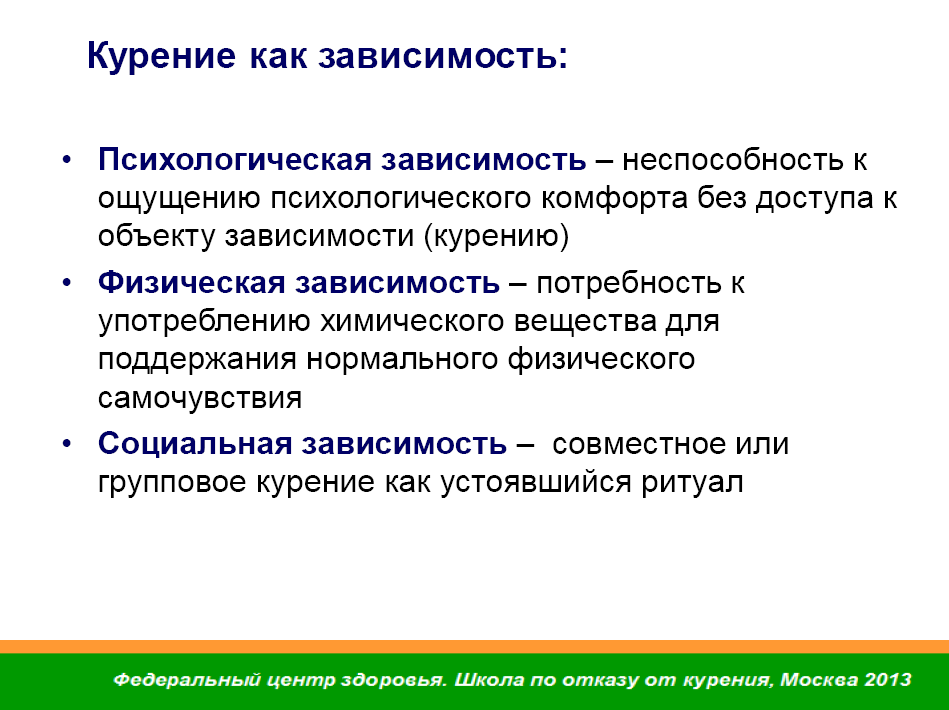 Курение как зависимость:
• Психологическая зависимость – неспособность к
ощущению психологического комфорта без доступа к
объекту зависимости (курению)
• Физическая зависимость – потребность к
употреблению химического вещества для
поддержания нормального физического
самочувствия
• Социальная зависимость –  совместное или
групповое курение как устоявшийся ритуал
Федеральный центр здоровья. Школа по отказу от курения, Москва 2013